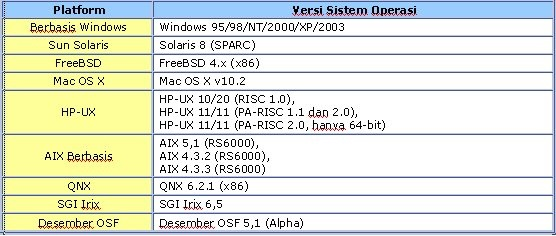 Platform Versi Sistem Operasi
Berbasis Windows Windows 95/98/NT/2000/XP/2003
Sun Solaris Solaris 8 (SPARC)
FreeBSD FreeBSD 4.x (x86)
Mac OS X Mac OS X v10.2
HP-UX HP-UX 10/20 (RISC 1.0),
HP-UX 11/11 (PA-RISC 1.1 dan 2.0),
HP-UX 11/11 (PA-RISC 2.0, hanya 64-bit)
AIX Berbasis AIX 5,1 (RS6000),
AIX 4.3.2 (RS6000),
AIX 4.3.3 (RS6000)
QNX QNX 6.2.1 (x86)
SGI Irix SGI Irix 6,5
Desember OSF Desember OSF 5,1 (Alpha)